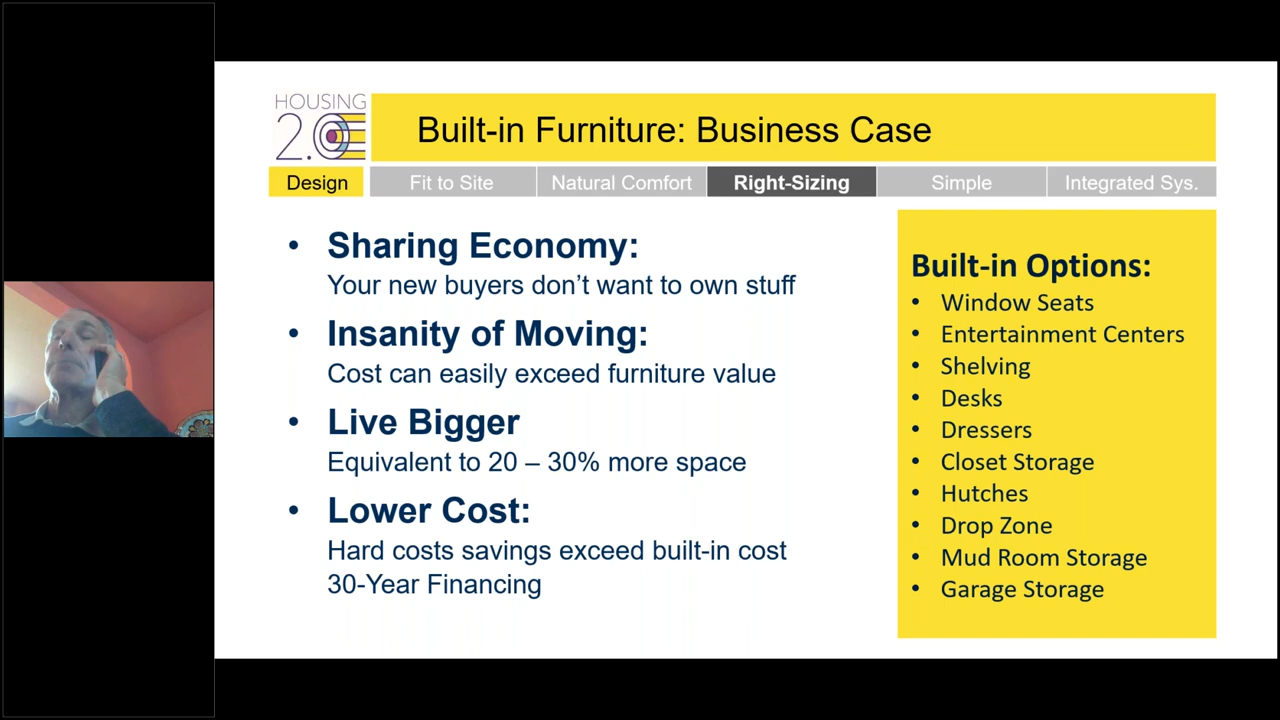 HOUSING
2.0
Built-in Furniture: Business Case
Design
Fit to Site
Natural Comfort
Right-Sizing
Simple
Integrated Sys.
• Sharing Economy:
Your new buyers don’t want to own stuff
• Insanity of Moving:
Cost can easily exceed furniture value
• Live Bigger
Equivalent to 20 – 30% more space
• Lower Cost:
Hard costs savings exceed built-in cost
30-Year Financing
Built-in Options:
• Window Seats
• Entertainment Centers
• Shelving
• Desks
• Dressers
• Closet Storage
• Hutches
• Drop Zone
• Mud Room Storage
• Garage Storage